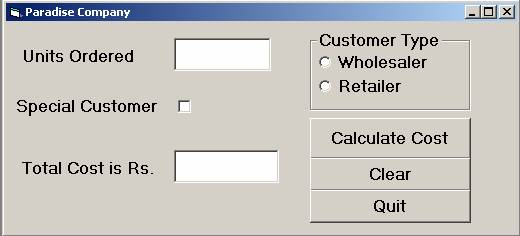 Paradise Company
Units Ordered
Special Customer
Total Cost is Rs.
Customer Type
Wholesaler
Retailer
Calculate Cost
Clear
Quit